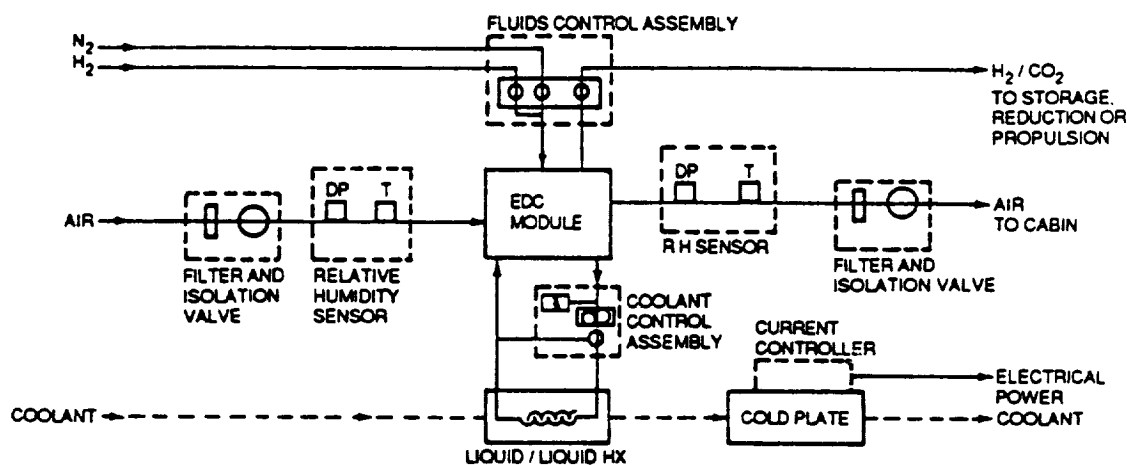 FLUIDS CONTROL ASSEMBLY
N2
H2
H2 / CO2
TO STORAGE.
REDUCTION OR
PROPULSION
DP T
DP T
EDC
MODULE
AIR
AIR
TO CABIN
R H SENSOR
FILTER AND
ISOLATION
VALVE
RELATIVE
HUMIDITY
SENSOR
FILTER AND
ISOLATION VALVE
COOLANT
CONTROL
ASSEMBLY
CURRENT
CONTROLLER
ELECTRICAL
POWER
COOLANT
COLD PLATE
COOLANT
LIQUID / LIQUID HX